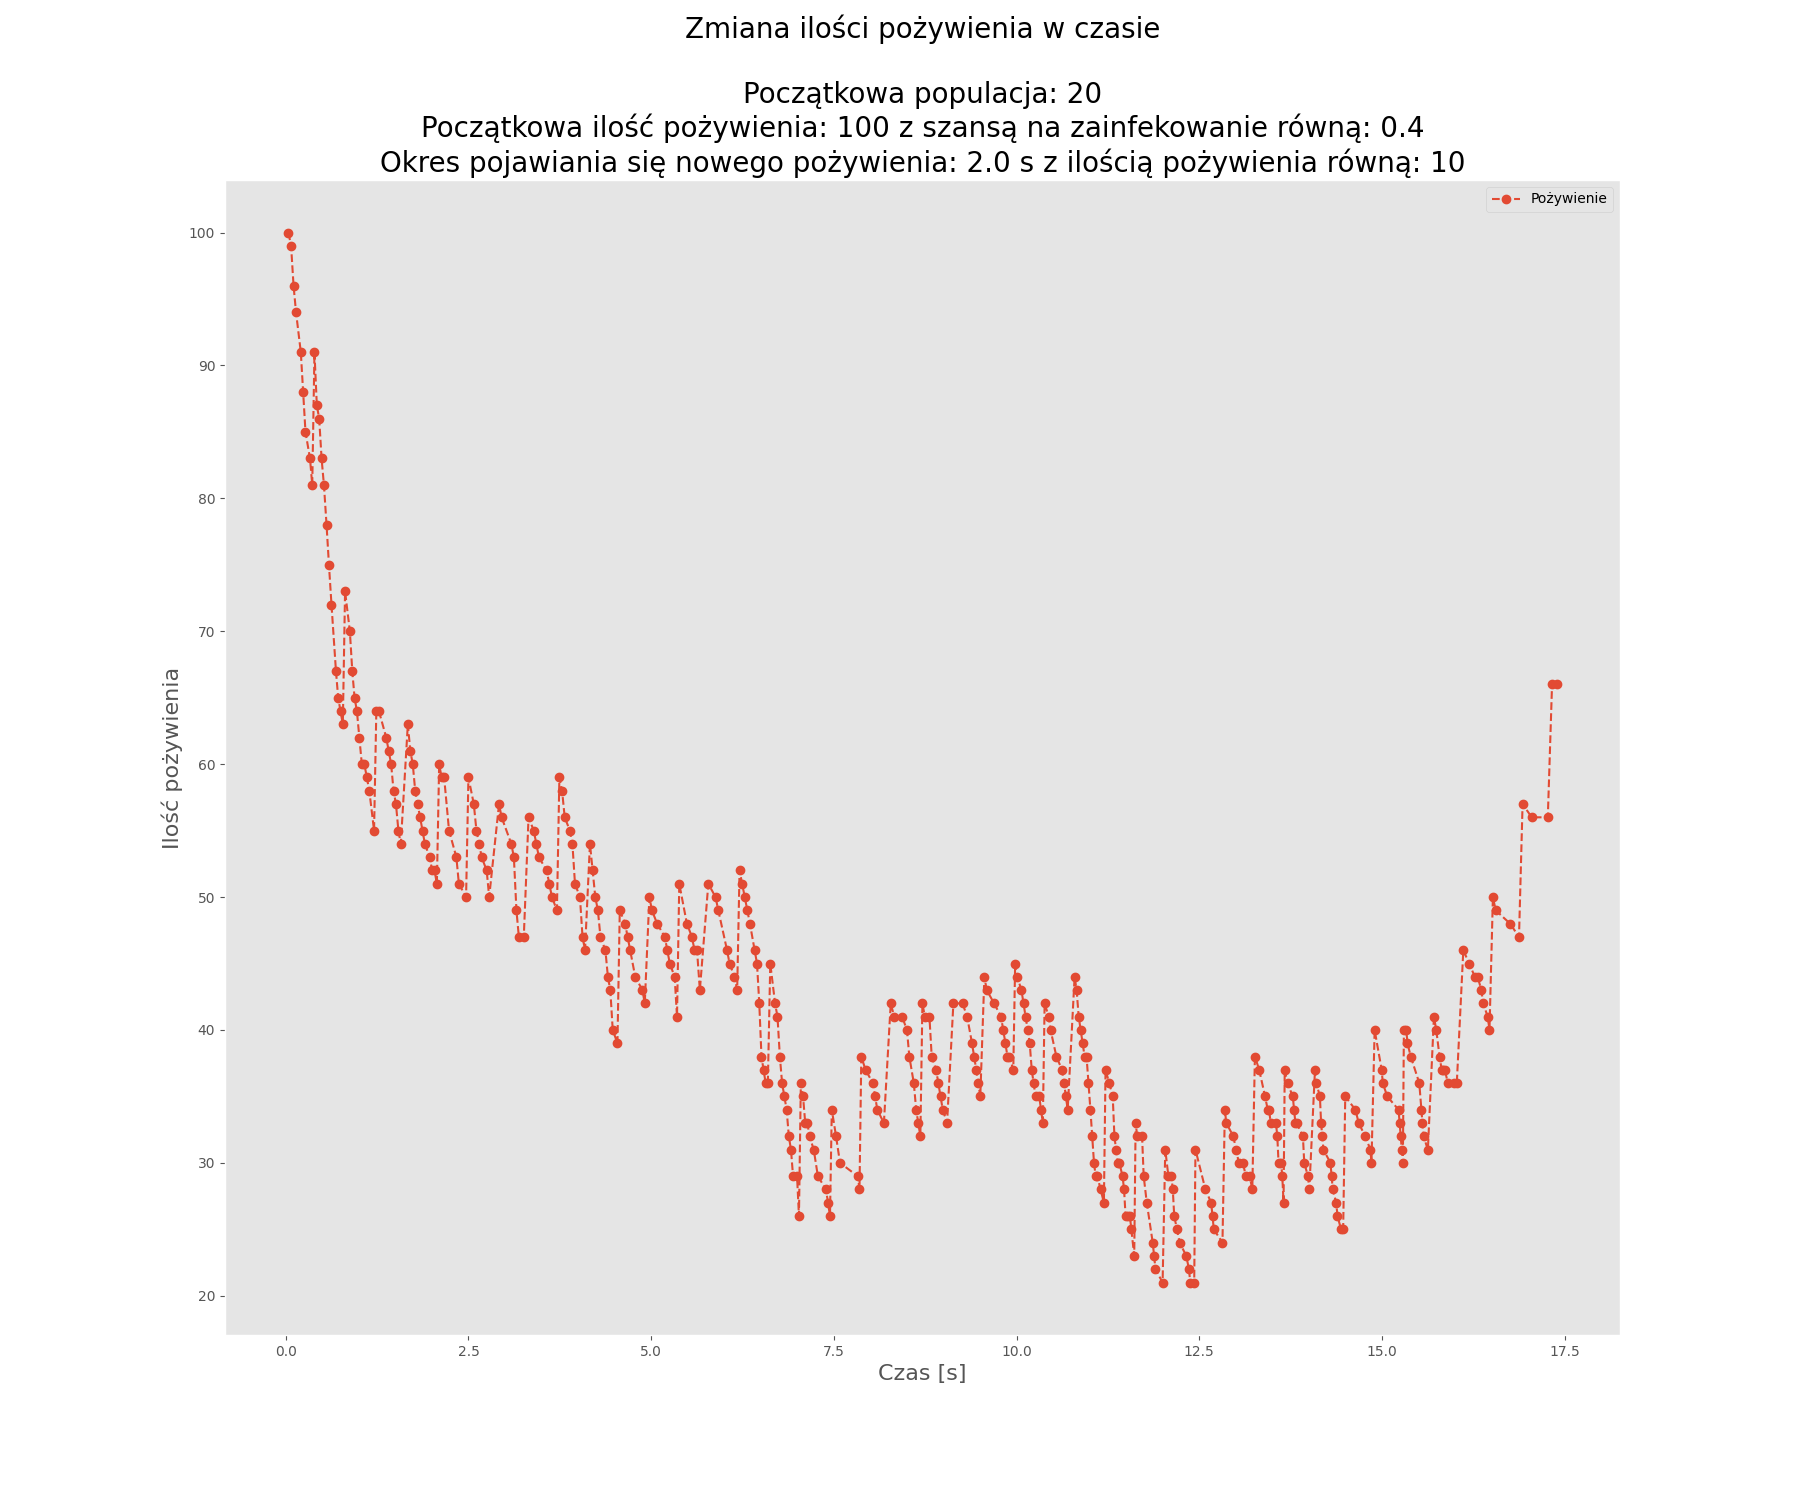 Zmiana ilości pożywienia w czasie
Początkowa populacja: 20
Początkowa ilość pożywienia: 100 z szansą na zainfekowanie równą: 0.4
Okres pojawiania się nowego pożywienia: 2.0 s z ilością pożywienia równą: 10
Pożywienie
100
90
80
70
60
50
40
30
20
Ilość pożywienia
0.0 2.5 5.0 7.5 10.0 12.5 15.0 17.5
Czas [s]